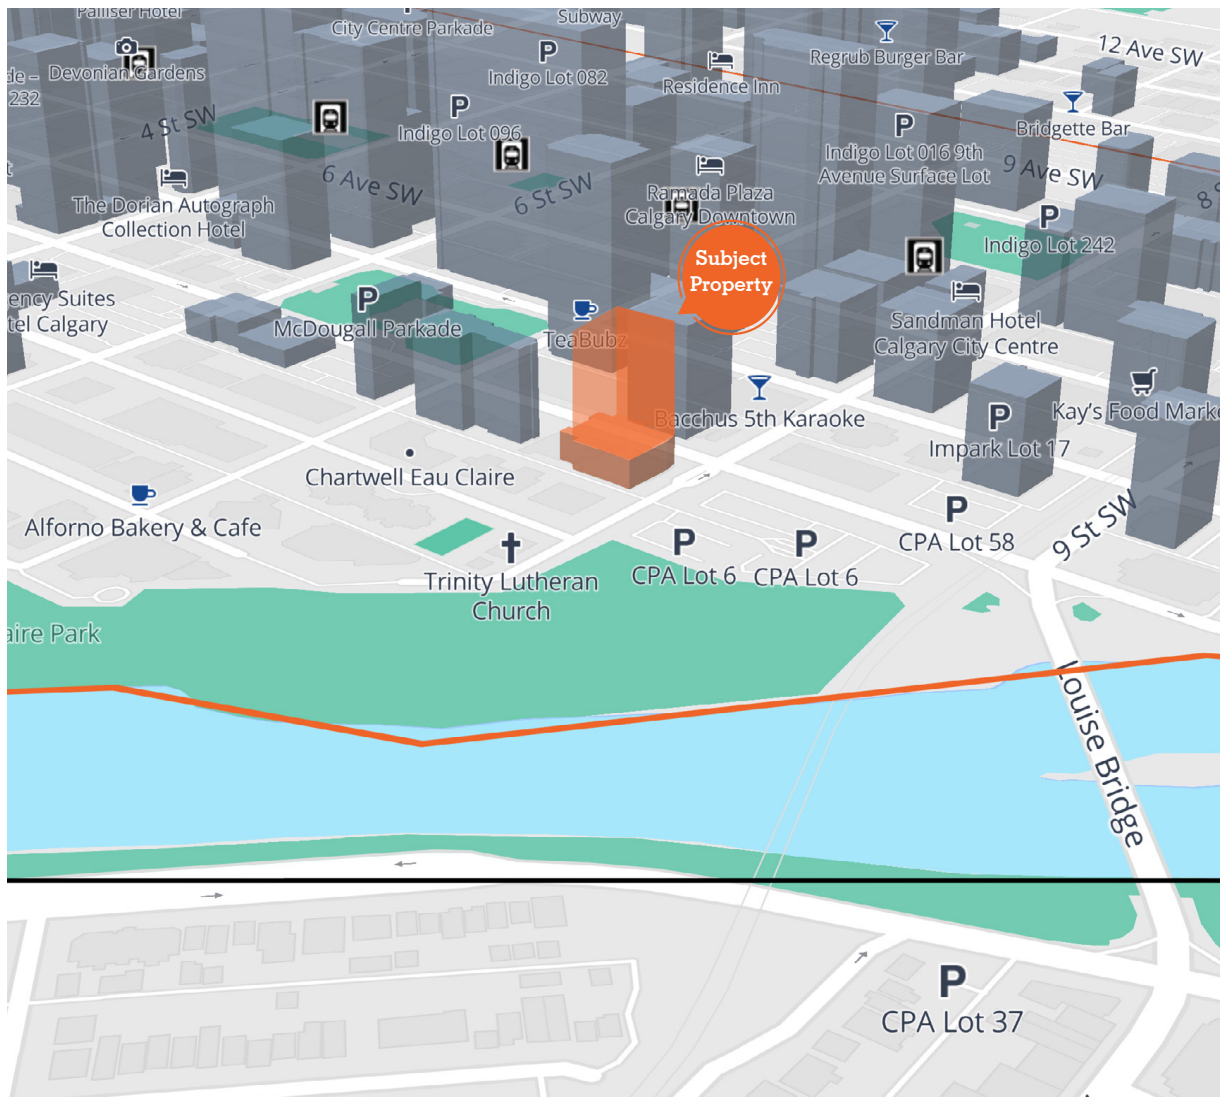 Palliser Hotel
City Centre Parkade
Subway
Regrub Burger Bar
12 Ave SW
Devonian Gardens
de –
232
P
Indigo Lot 082
Residence Inn
4 St SW
P
Indigo Lot 096
Bridgette Bar
P
Indigo Lot 016 9th
Avenue Surface Lot
9 Ave SW
8 S
t
6 Ave SW
6 St SW
The Dorian Autograph
Collection Hotel
Ramada Plaza
Calgary Downtown
P
Indigo Lot 242
Subject
Property
ency Suites
tel Calgary
P
McDougall Parkade
TeaBubz
Sandman Hotel
Calgary City Centre
Bacchus 5th Karaoke
P
Impark Lot 17
Kay's Food Marke
Chartwell Eau Claire
Alforno Bakery & Cafe
P
CPA Lot 58
9 St SW
P
CPA Lot 6
P
CPA Lot 6
Trinity Lutheran
Church
aire Park
Louise Bridge
P
CPA Lot 37